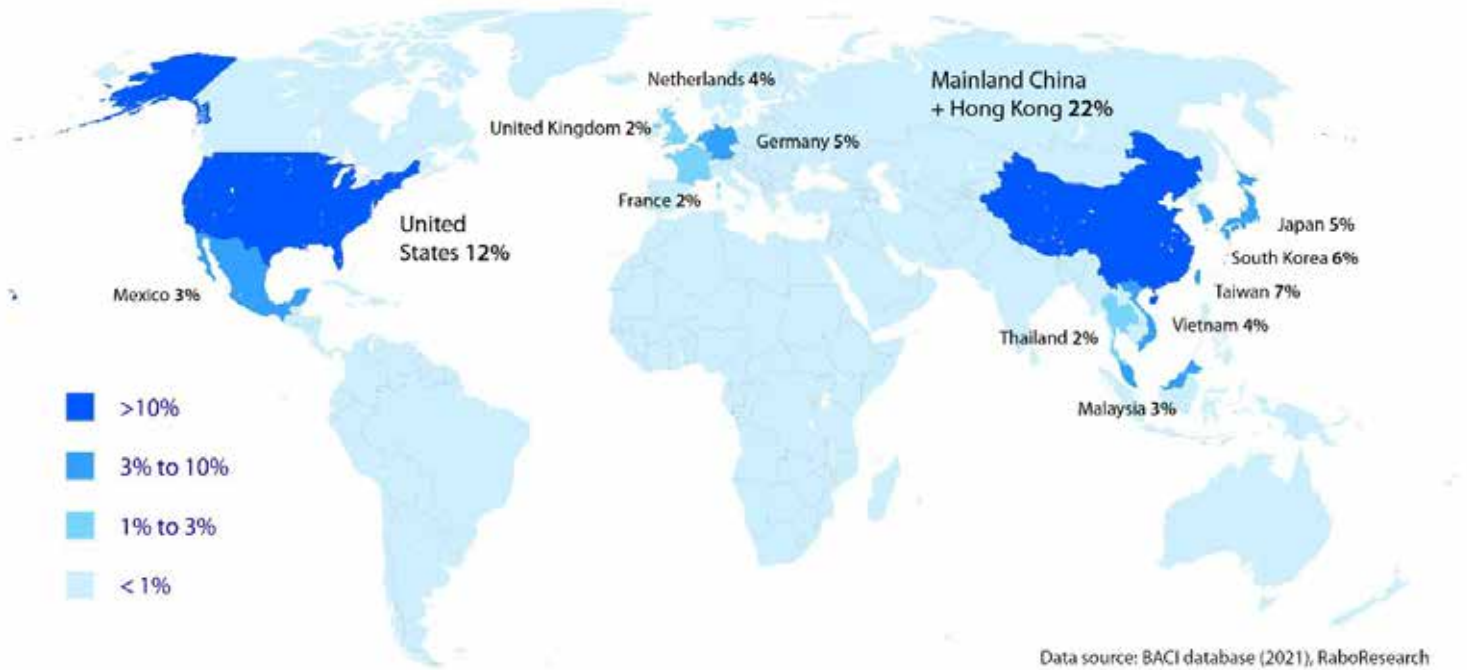 Netherlands 4%
Mainland China
+ Hong Kong 22%
United Kingdom 2%
Germany 5%
France 2%
United
States 12%
Japan 5%
South Korea 6%
Mexico 3%
Taiwan 7%
Vietnam 4%
Thailand 2%
Malaysia 3%
>10%
3% to 10%
1% to 3%
< 1%
Data source: BACI database (2021), RaboResearch